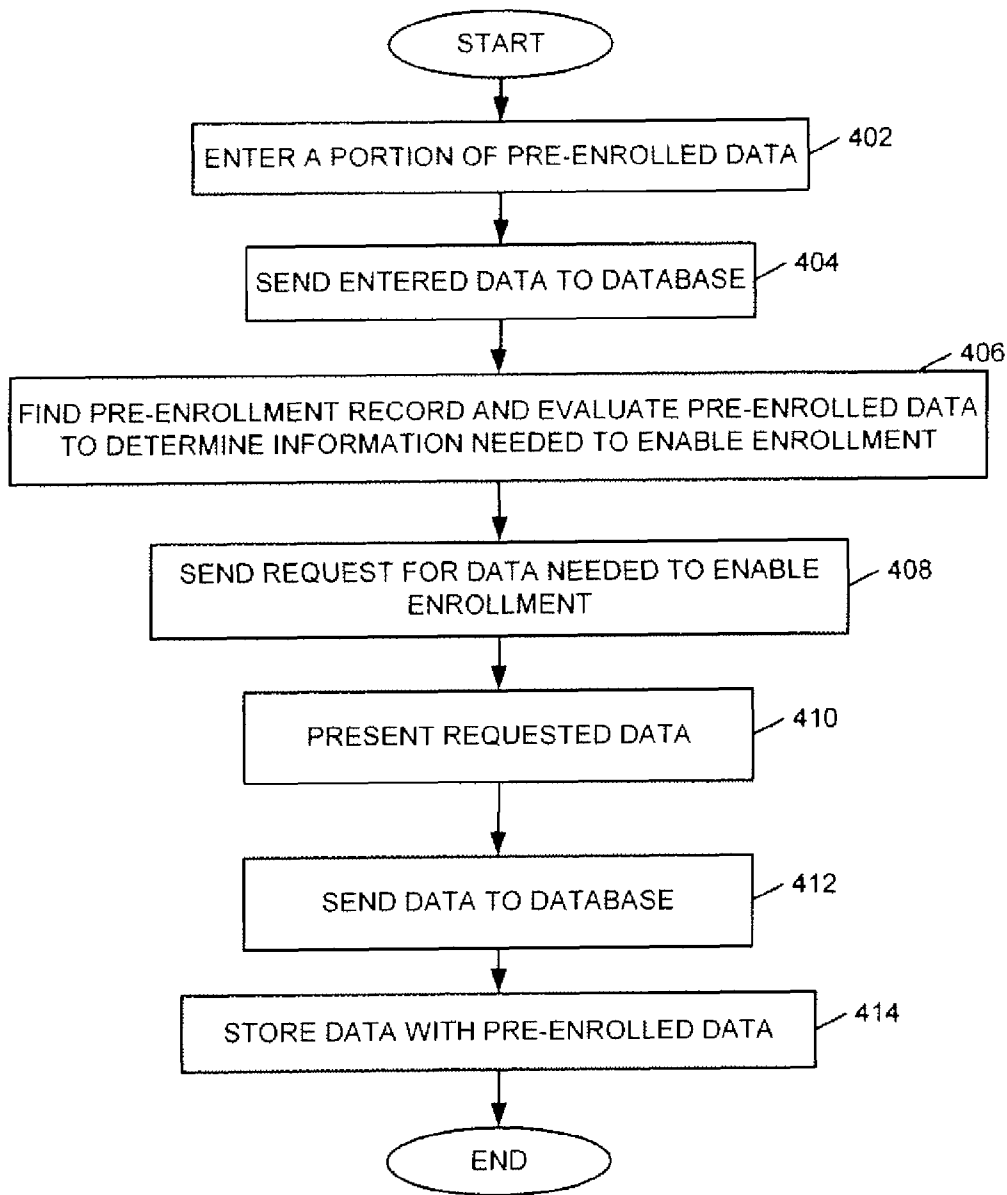 START
ENTER A PORTION OF PRE-ENROLLED DATA
402
SEND ENTERED DATA TO DATABASE
404
406
FIND PRE-ENROLLMENT RECORD AND EVALUATE PRE-ENROLLED DATA
TO DETERMINE INFORMATION NEEDED TO ENABLE ENROLLMENT
SEND REQUEST FOR DATA NEEDED TO ENABLE
ENROLLMENT
408
PRESENT REQUESTED DATA
410
SEND DATA TO DATABASE
412
STORE DATA WITH PRE-ENROLLED DATA
414
END